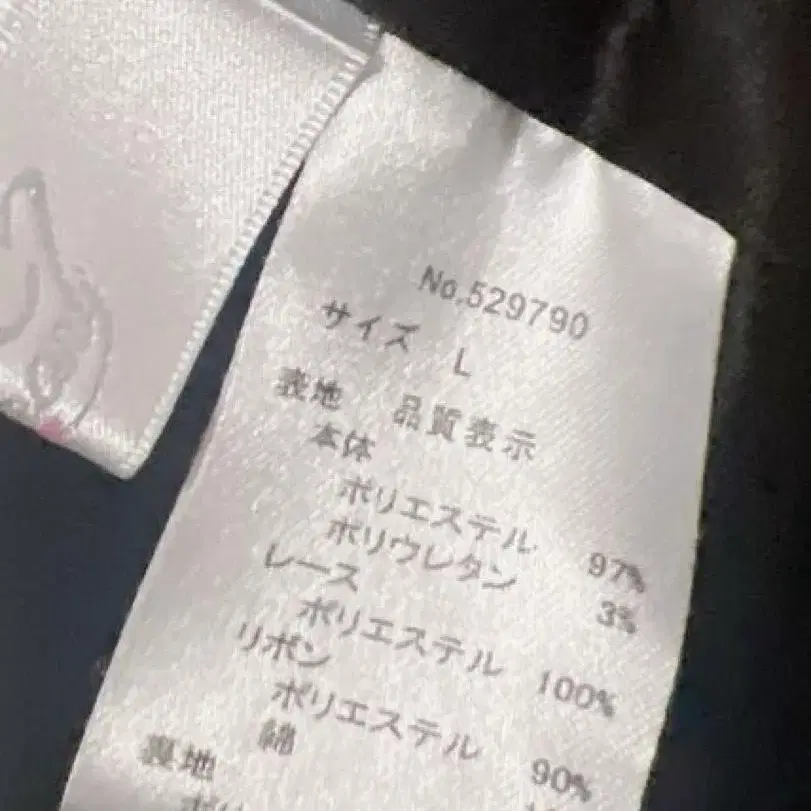 No.529790
サイズ L
品質表示
表地
本体
ポリエステル 97%
ポリウレタン 3%
レース
ポリエステル 100%
リボン
ポリエステル 90%
綿
裏地